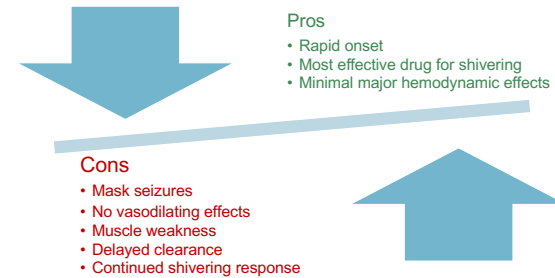 Pros
• Rapid onset
• Most effective drug for shivering
• Minimal major hemodynamic effects
Cons
• Mask seizures
• No vasodilating effects
• Muscle weakness
• Delayed clearance
• Continued shivering response